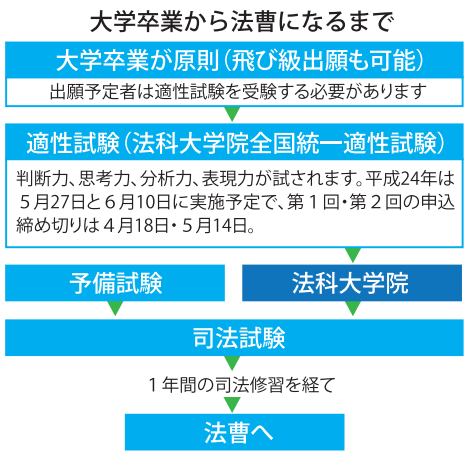 大学卒業から法曹になるまで
大学卒業が原則（飛び級出願も可能）
出願予定者は適性試験を受験する必要があります
適性試験（法科大学院全国統一適性試験）
判断力、思考力、分析力、表現力が試されます。平成24年は
５月27日と６月10日に実施予定で、第１回・第２回の申込
締め切りは４月18日・５月14日。
予備試験
法科大学院
司法試験
１年間の司法修習を経て
法曹へ